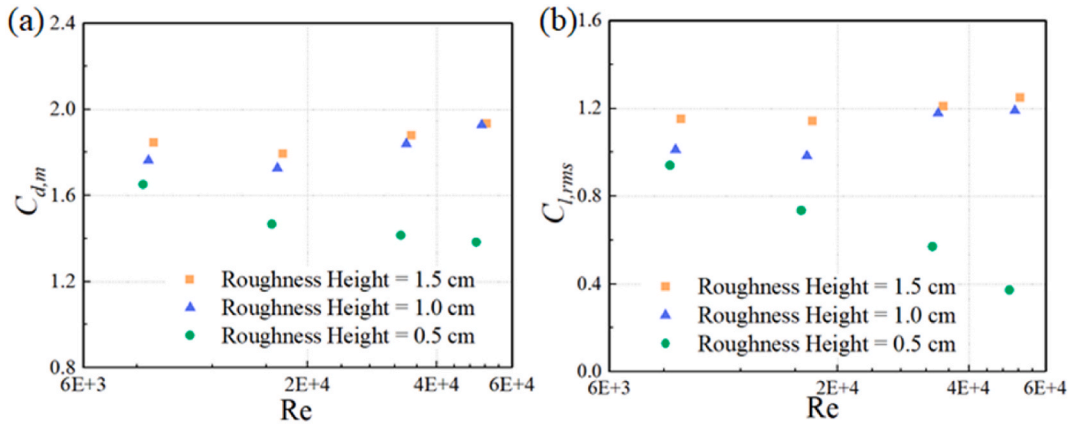 (a)
2.4
2.0
1.6
1.2
0.8
C_{d,m}
Roughness Height = 1.5 cm
Roughness Height = 1.0 cm
Roughness Height = 0.5 cm
6E+3
2E+4
4E+4
6E+4
Re
(b)
1.6
1.2
0.8
0.4
0.0
C_{l,rms}
Roughness Height = 1.5 cm
Roughness Height = 1.0 cm
Roughness Height = 0.5 cm
6E+3
2E+4
4E+4
6E+4
Re